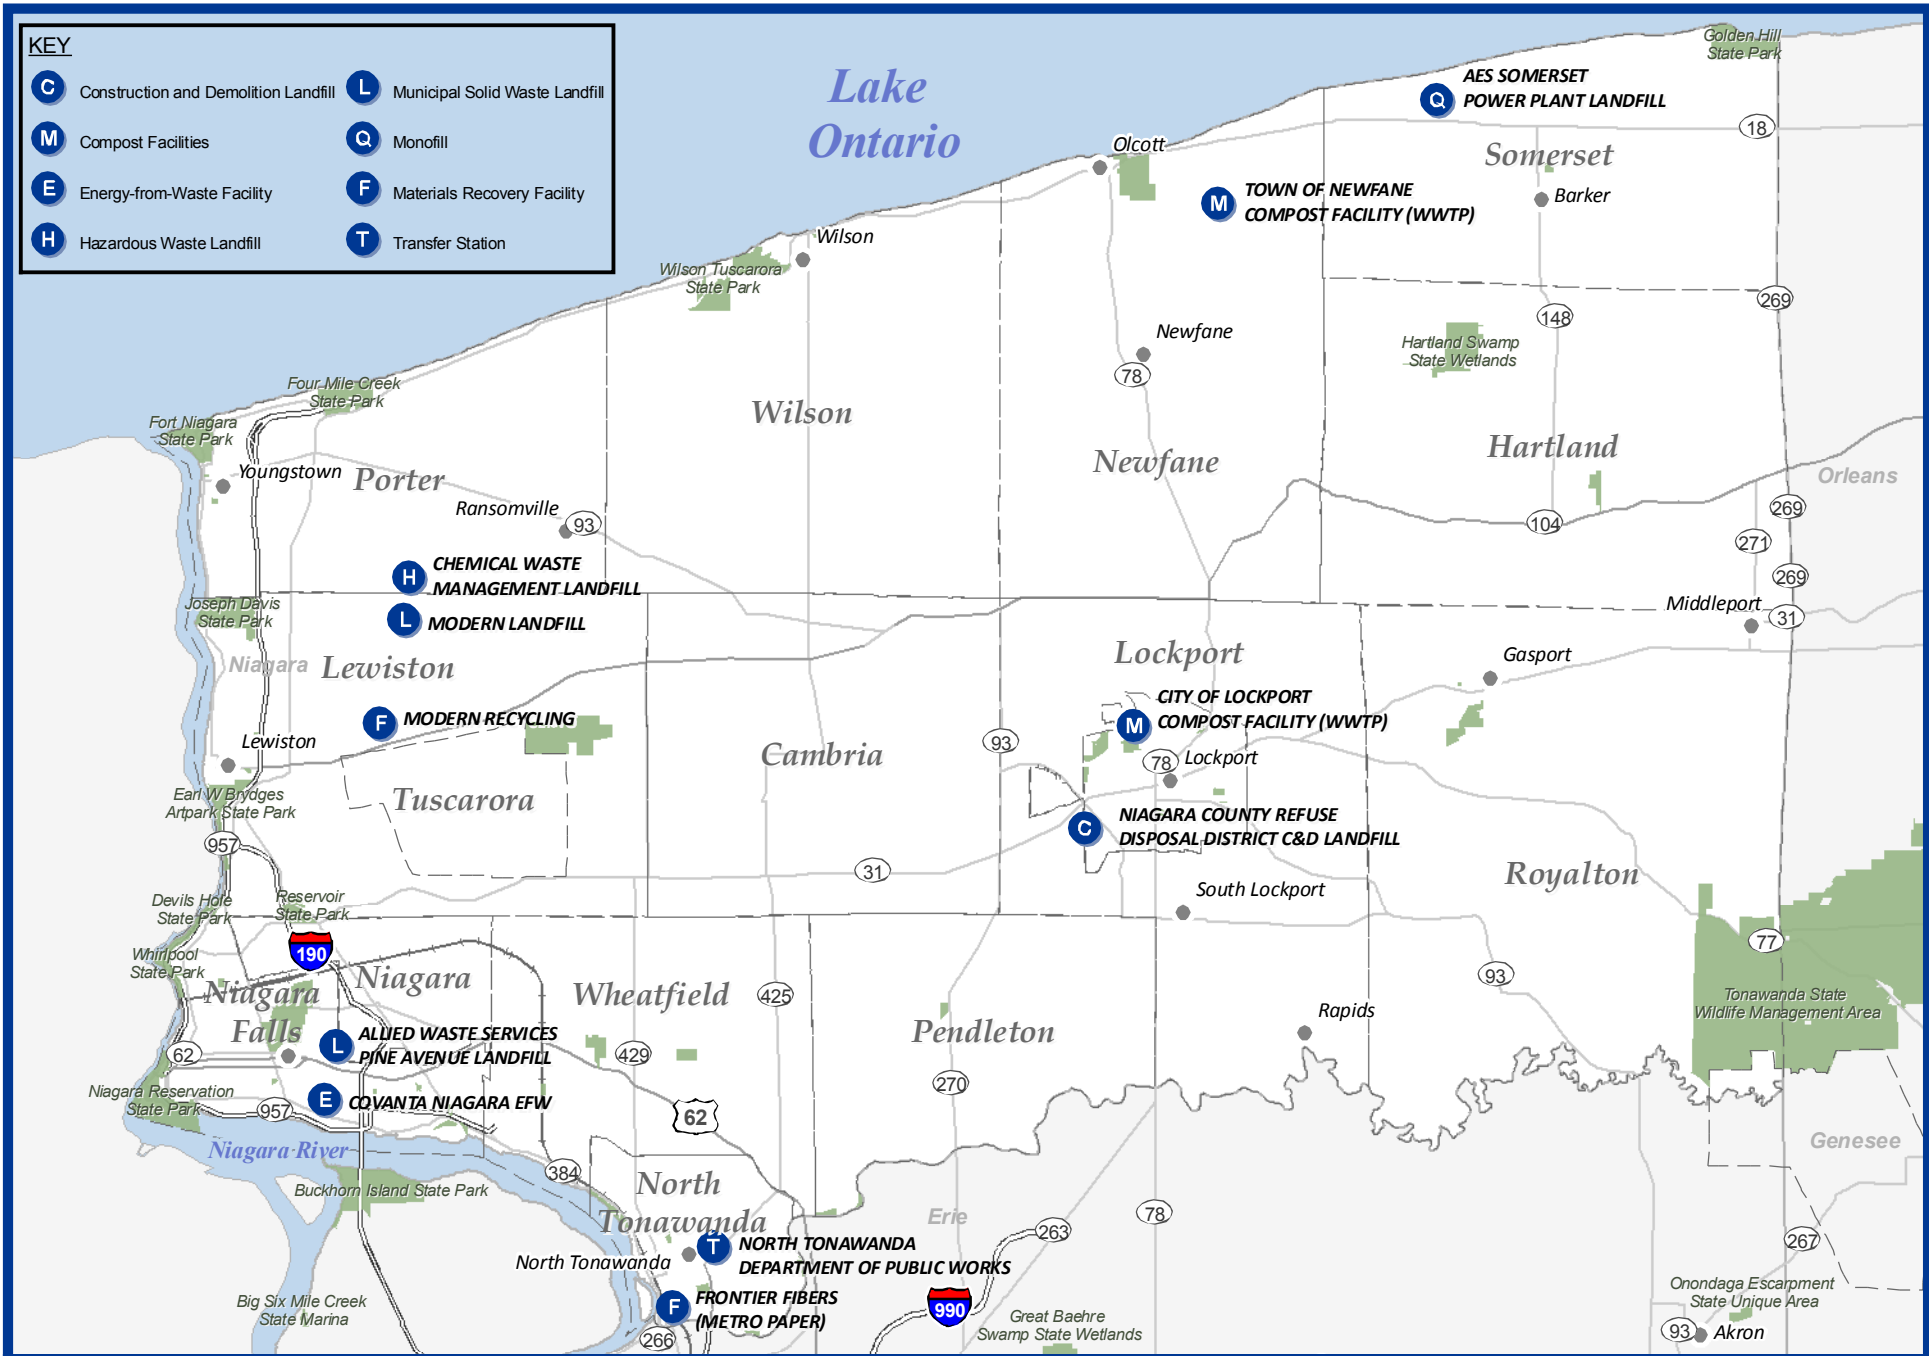 KEY
C Construction and Demolition Landfill
L Municipal Solid Waste Landfill
M Compost Facilities
Q Monofill
E Energy-from-Waste Facility
F Materials Recovery Facility
H Hazardous Waste Landfill
T Transfer Station
Lake
Ontario
Golden Hill
State Park
Q AES SOMERSET
POWER PLANT LANDFILL
18
Olcott
Somerset
M TOWN OF NEWFANE
COMPOST FACILITY (WWTP)
Barker
Wilson
Wilson Tuscarora
State Park
269
148
Newfane
Hartland Swamp
State Wetlands
78
Four Mile Creek
State Park
Wilson
Fort Niagara
State Park
Newfane
Hartland
Youngstown
Porter
Orleans
Ransomville
93
269
104
271
H CHEMICAL WASTE
MANAGEMENT LANDFILL
269
Joseph Davis
State Park
L MODERN LANDFILL
Middleport
31
Niagara
Lewiston
Lockport
Gasport
F MODERN RECYCLING
M CITY OF LOCKPORT
COMPOST FACILITY (WWTP)
Lewiston
93
Cambria
78
Lockport
Earl W Brydges
Artpark State Park
Tuscarora
C NIAGARA COUNTY REFUSE
DISPOSAL DISTRICT C&D LANDFILL
957
31
Royalton
Devils Hole
State Park
Reservoir
State Park
South Lockport
190
77
Whirlpool
State Park
Niagara
93
Niagara
Falls
Wheatfield
425
Tonawanda State
Wildlife Management Area
Rapids
Pendleton
L ALLIED WASTE SERVICES
PINE AVENUE LANDFILL
62
429
270
Niagara Reservation
State Park
E COVANTA NIAGARA EFW
957
62
Niagara River
Genesee
384
Buckhorn Island State Park
North
Tonawanda
Erie
78
263
267
North Tonawanda
T NORTH TONAWANDA
DEPARTMENT OF PUBLIC WORKS
Big Six Mile Creek
State Marina
F FRONTIER FIBERS
(METRO PAPER)
990
Onondaga Escarpment
State Unique Area
Great Baehre
Swamp State Wetlands
266
93
Akron